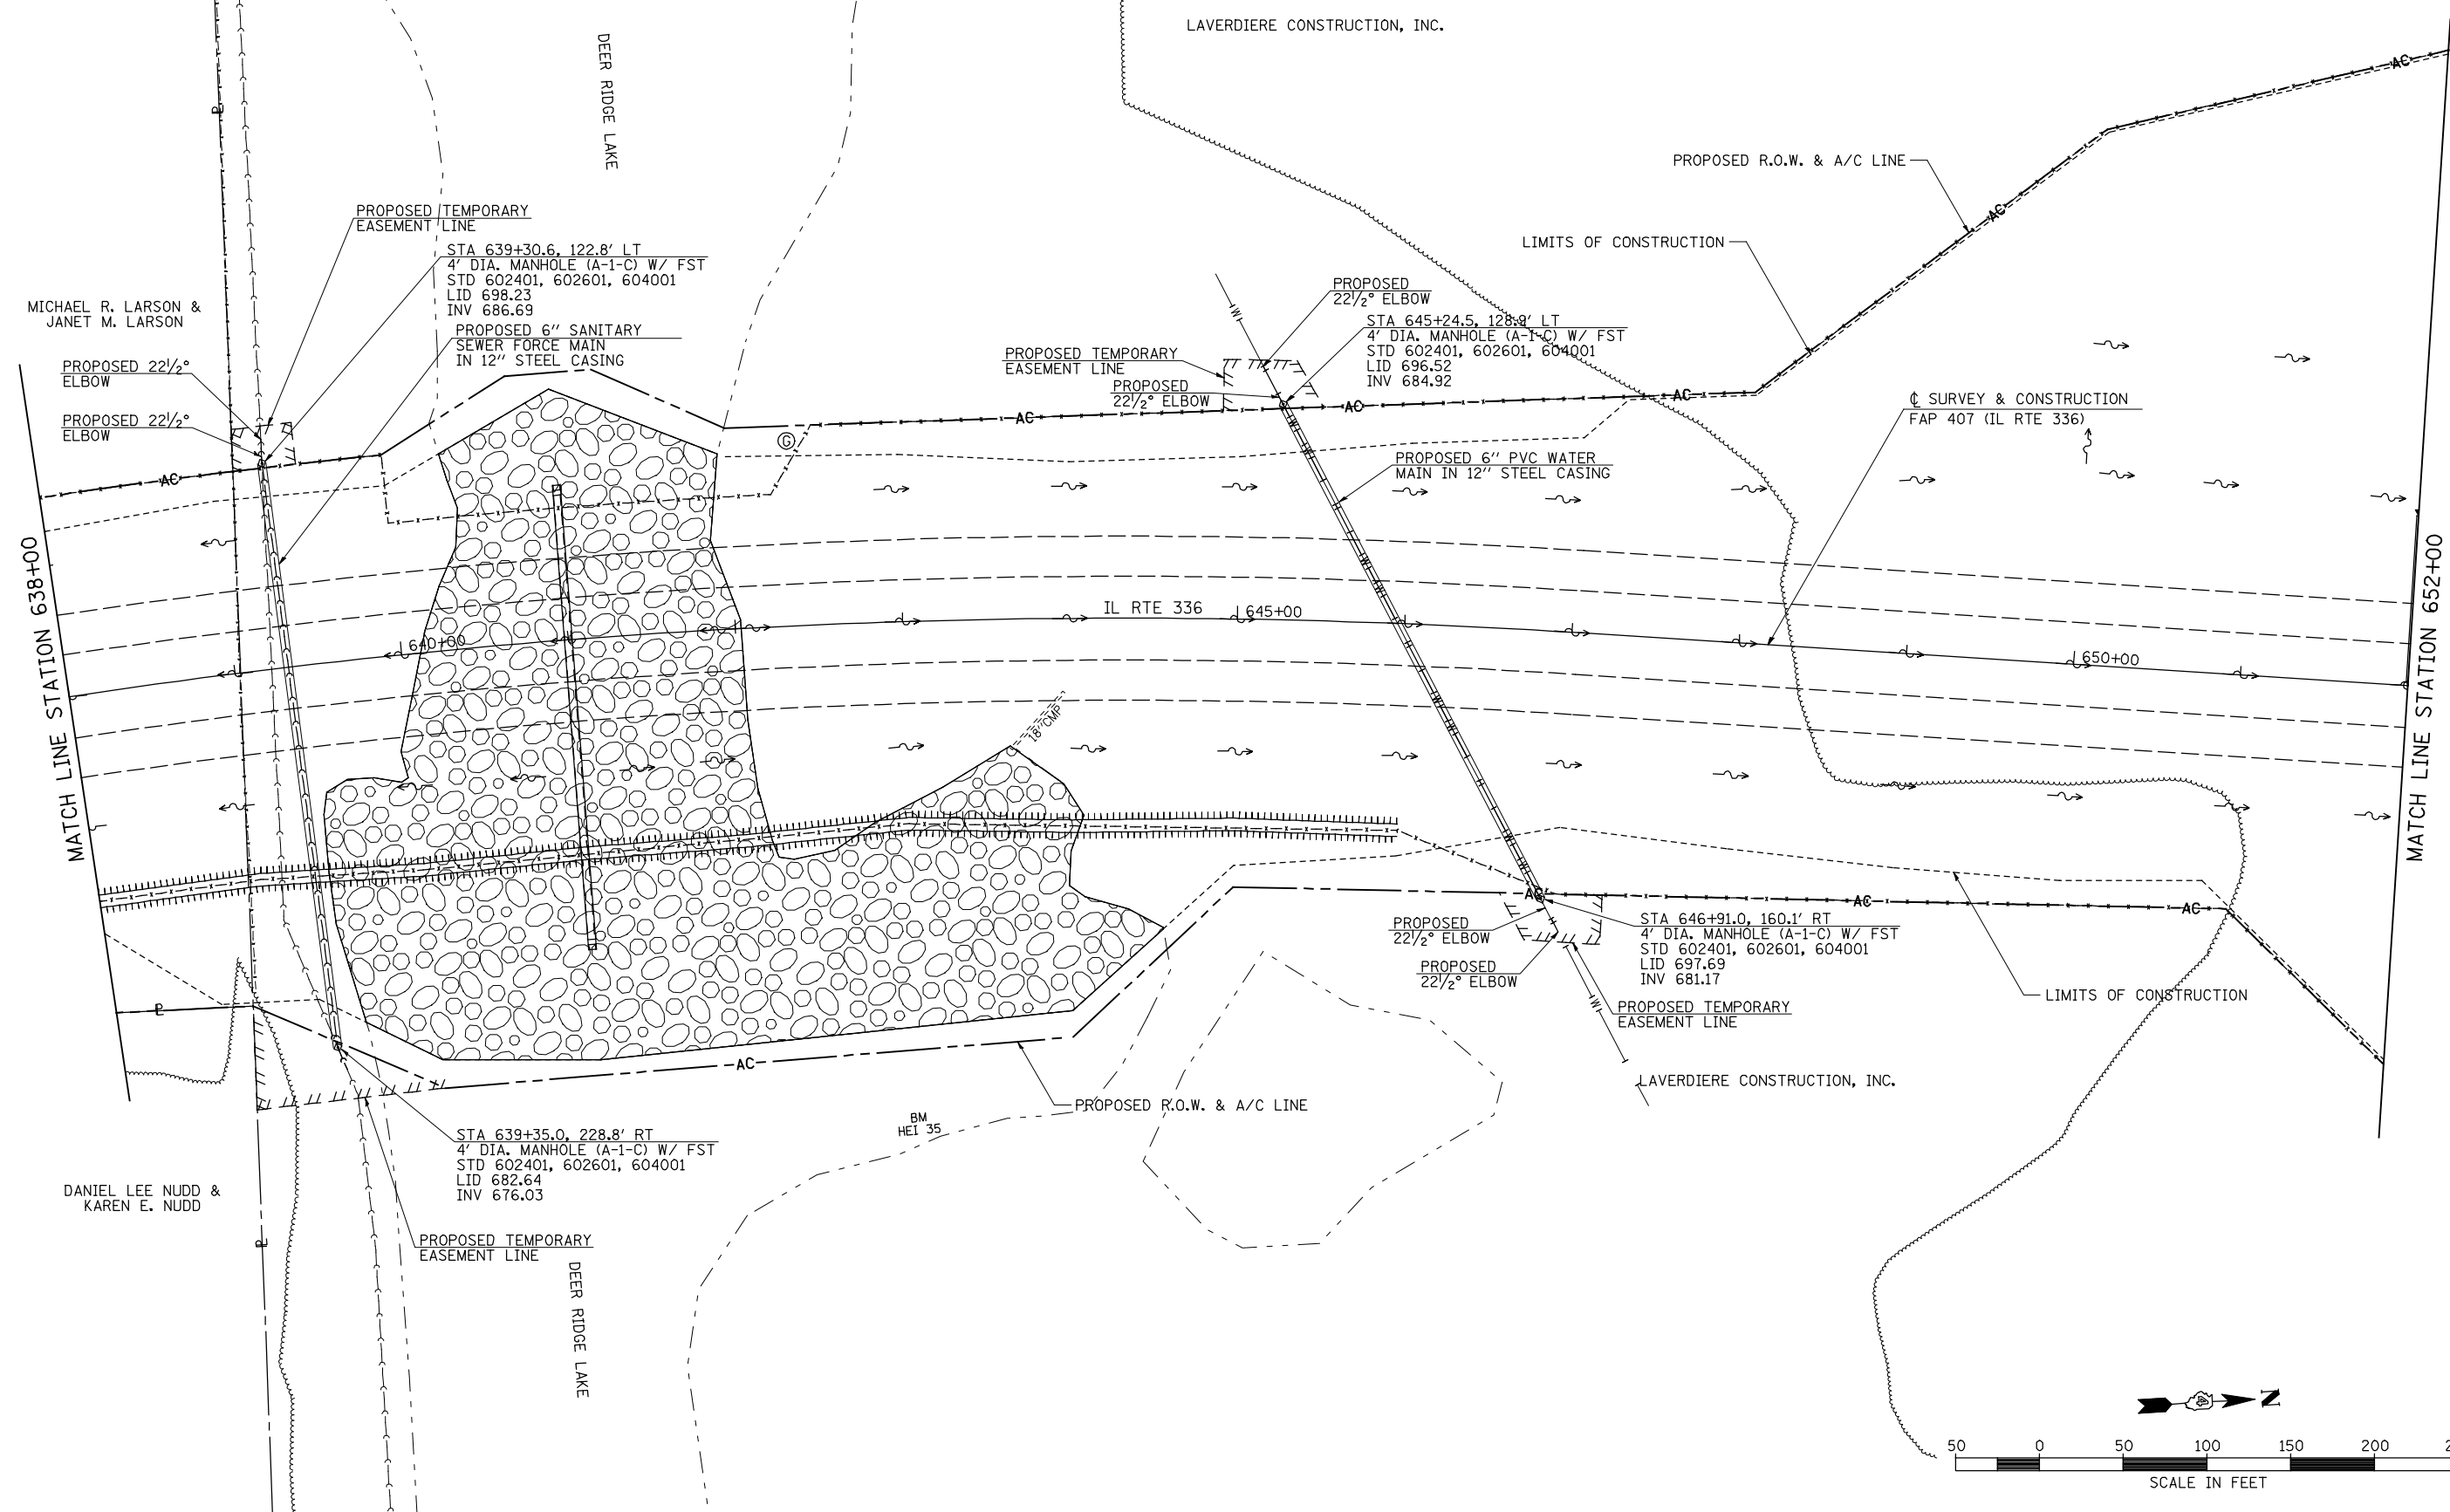 LAVERDIERE CONSTRUCTION, INC.
DEER RIDGE LAKE
AC
PROPOSED R.O.W. & A/C LINE
AC
LIMITS OF CONSTRUCTION
PROPOSED TEMPORARY
EASEMENT LINE
STA 639+30.6, 122.8' LT
4' DIA. MANHOLE (A-1-C) W/ FST
STD 602401, 602601, 604001
LID 698.23
INV 686.69
MICHAEL R. LARSON &
JANET M. LARSON
PROPOSED 6" SANITARY
SEWER FORCE MAIN
IN 12" STEEL CASING
PROPOSED 22½°
ELBOW
PROPOSED 22½°
ELBOW
PROPOSED
22½° ELBOW
STA 645+24.5, 128.9' LT
4' DIA. MANHOLE (A-1-C) W/ FST
STD 602401, 602601, 604001
LID 696.52
INV 684.92
PROPOSED TEMPORARY
EASEMENT LINE
PROPOSED
22½° ELBOW
W
AC
AC
AC
AC
G
℄ SURVEY & CONSTRUCTION
FAP 407 (IL RTE 336)
PROPOSED 6" PVC WATER
MAIN IN 12" STEEL CASING
MATCH LINE STATION 638+00
640+00
IL RTE 336
645+00
650+00
MATCH LINE STATION 652+00
18" CMP
AC
AC
AC
PROPOSED
22½° ELBOW
PROPOSED
22½° ELBOW
STA 646+91.0, 160.1' RT
4' DIA. MANHOLE (A-1-C) W/ FST
STD 602401, 602601, 604001
LID 697.69
INV 681.17
PROPOSED TEMPORARY
EASEMENT LINE
LIMITS OF CONSTRUCTION
W
LAVERDIERE CONSTRUCTION, INC.
AC
PROPOSED R.O.W. & A/C LINE
BM
HEI 35
STA 639+35.0, 228.8' RT
4' DIA. MANHOLE (A-1-C) W/ FST
STD 602401, 602601, 604001
LID 682.64
INV 676.03
DANIEL LEE NUDD &
KAREN E. NUDD
PROPOSED TEMPORARY
EASEMENT LINE
DEER RIDGE LAKE
N
50 0 50 100 150 200
SCALE IN FEET